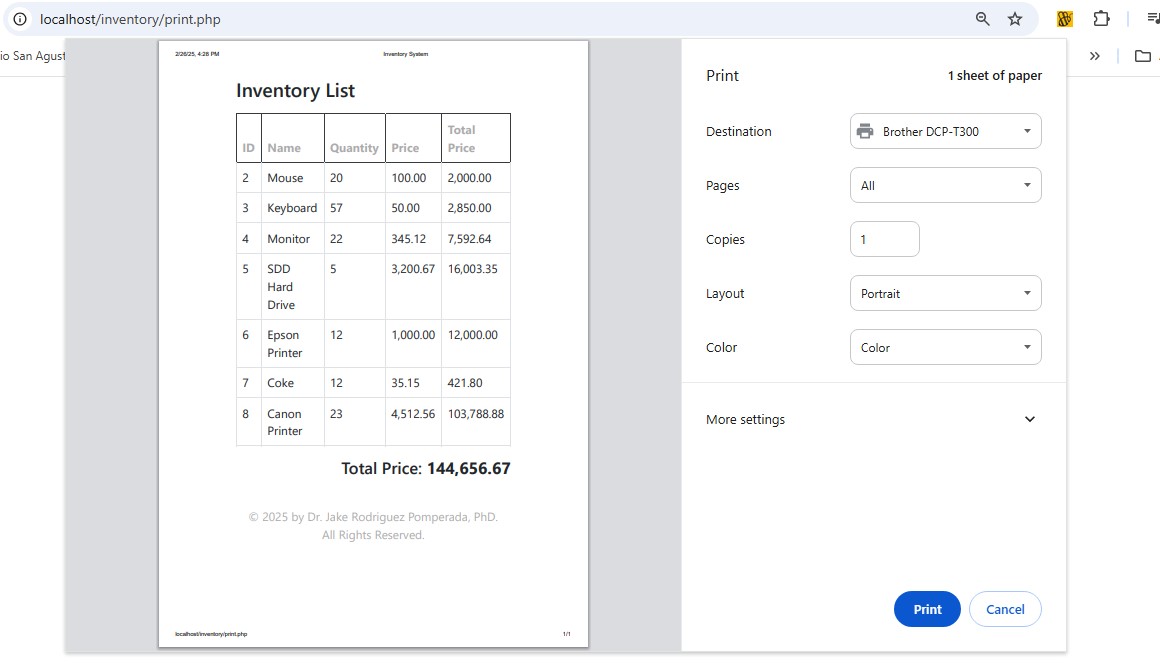 localhost/inventory/print.php
io San Agust
2/26/25, 4:28 PM Inventory System
Inventory List
ID Name Quantity Price Total Price
2 Mouse 20 100.00 2,000.00
3 Keyboard 57 50.00 2,850.00
4 Monitor 22 345.12 7,592.64
5 SDD Hard Drive 5 3,200.67 16,003.35
6 Epson Printer 12 1,000.00 12,000.00
7 Coke 12 35.15 421.80
8 Canon Printer 23 4,512.56 103,788.88
Total Price: 144,656.67
© 2025 by Dr. Jake Rodriguez Pomperada, PhD.
All Rights Reserved.
localhost/inventory/print.php 1/1
Print 1 sheet of paper
Destination Brother DCP-T300
Pages All
Copies 1
Layout Portrait
Color Color
More settings
Print Cancel